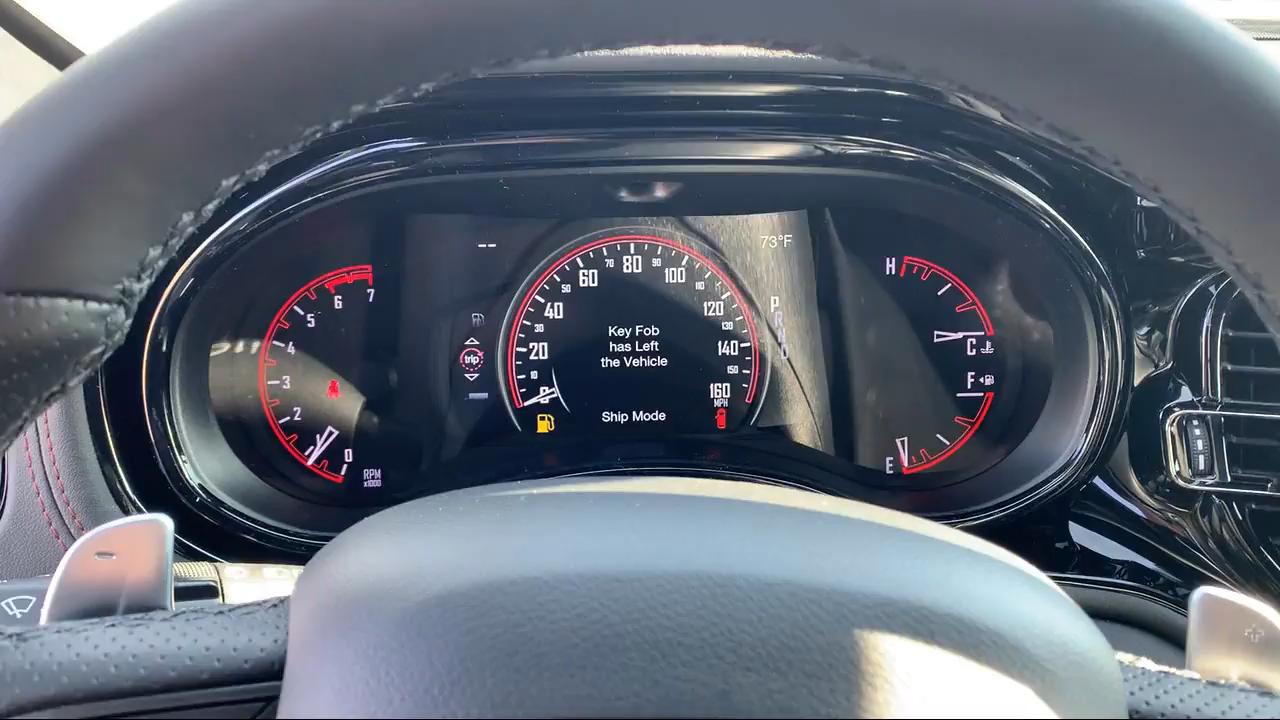 --
73°F
7
6
5
4
3
2
0
RPM
x1000
trip
0
10
20
30
40
50
60
70
80
90
100
110
120
130
140
150
160
MPH
Key Fob
has Left
the Vehicle
Ship Mode
P
R
N
D
H
C
F
E
-
+